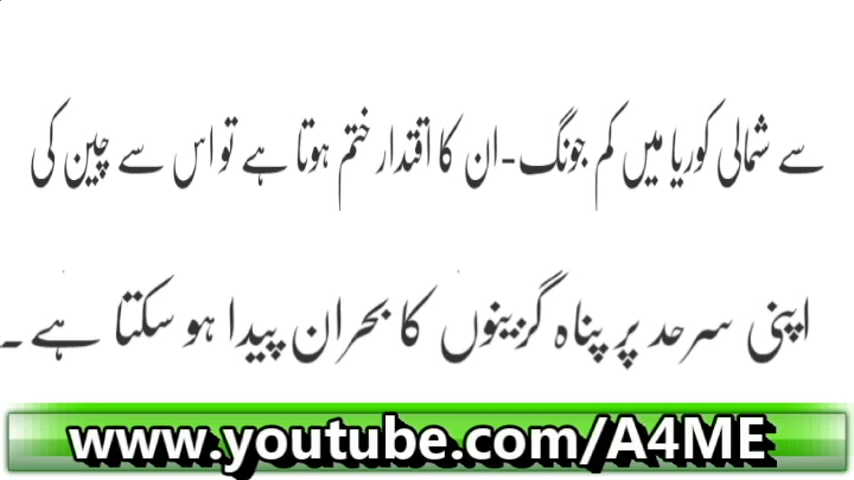 سے شمالی کوریا میں کم جونگ-ان کا اقتدار ختم ہوتا ہے تو اس سے چین کی
اپنی سرحد پر پناہ گزینوں کا بحران پیدا ہو سکتا ہے۔
www.youtube.com/A4ME